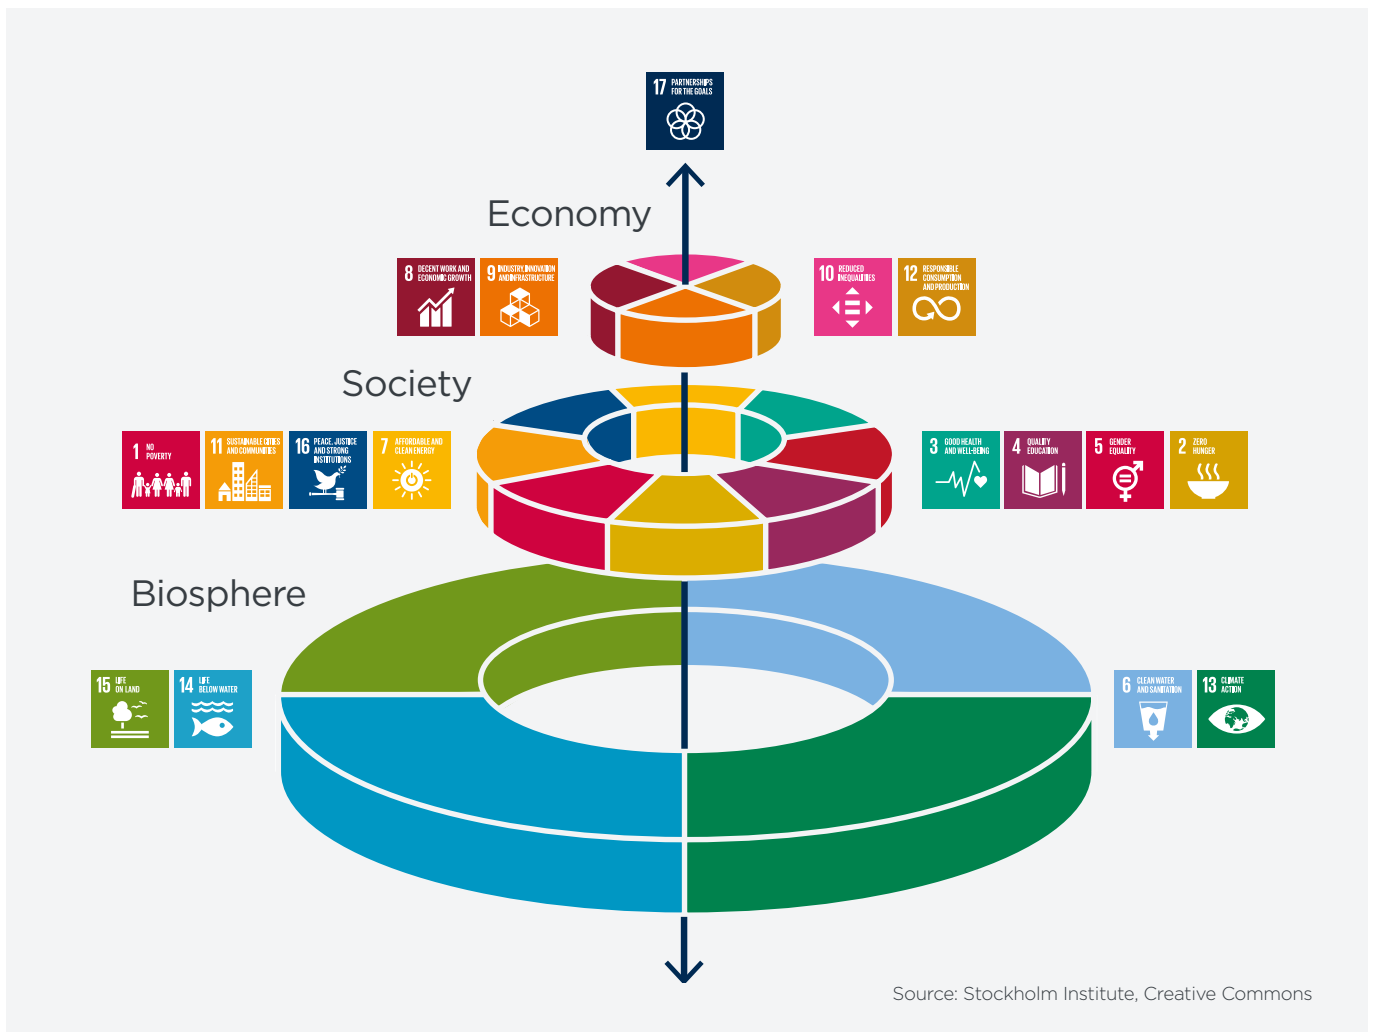 17 PARTNERSHIPS
FOR THE GOALS
Economy
8 DECENT WORK AND
ECONOMIC GROWTH
9 INDUSTRY, INNOVATION
AND INFRASTRUCTURE
10 REDUCED
INEQUALITIES
12 RESPONSIBLE
CONSUMPTION
AND PRODUCTION
Society
1 NO
POVERTY
11 SUSTAINABLE CITIES
AND COMMUNITIES
16 PEACE, JUSTICE
AND STRONG
INSTITUTIONS
7 AFFORDABLE AND
CLEAN ENERGY
3 GOOD HEALTH
AND WELL-BEING
4 QUALITY
EDUCATION
5 GENDER
EQUALITY
2 ZERO
HUNGER
Biosphere
15 LIFE
ON LAND
14 LIFE
BELOW WATER
6 CLEAN WATER
AND SANITATION
13 CLIMATE
ACTION
Source: Stockholm Institute, Creative Commons